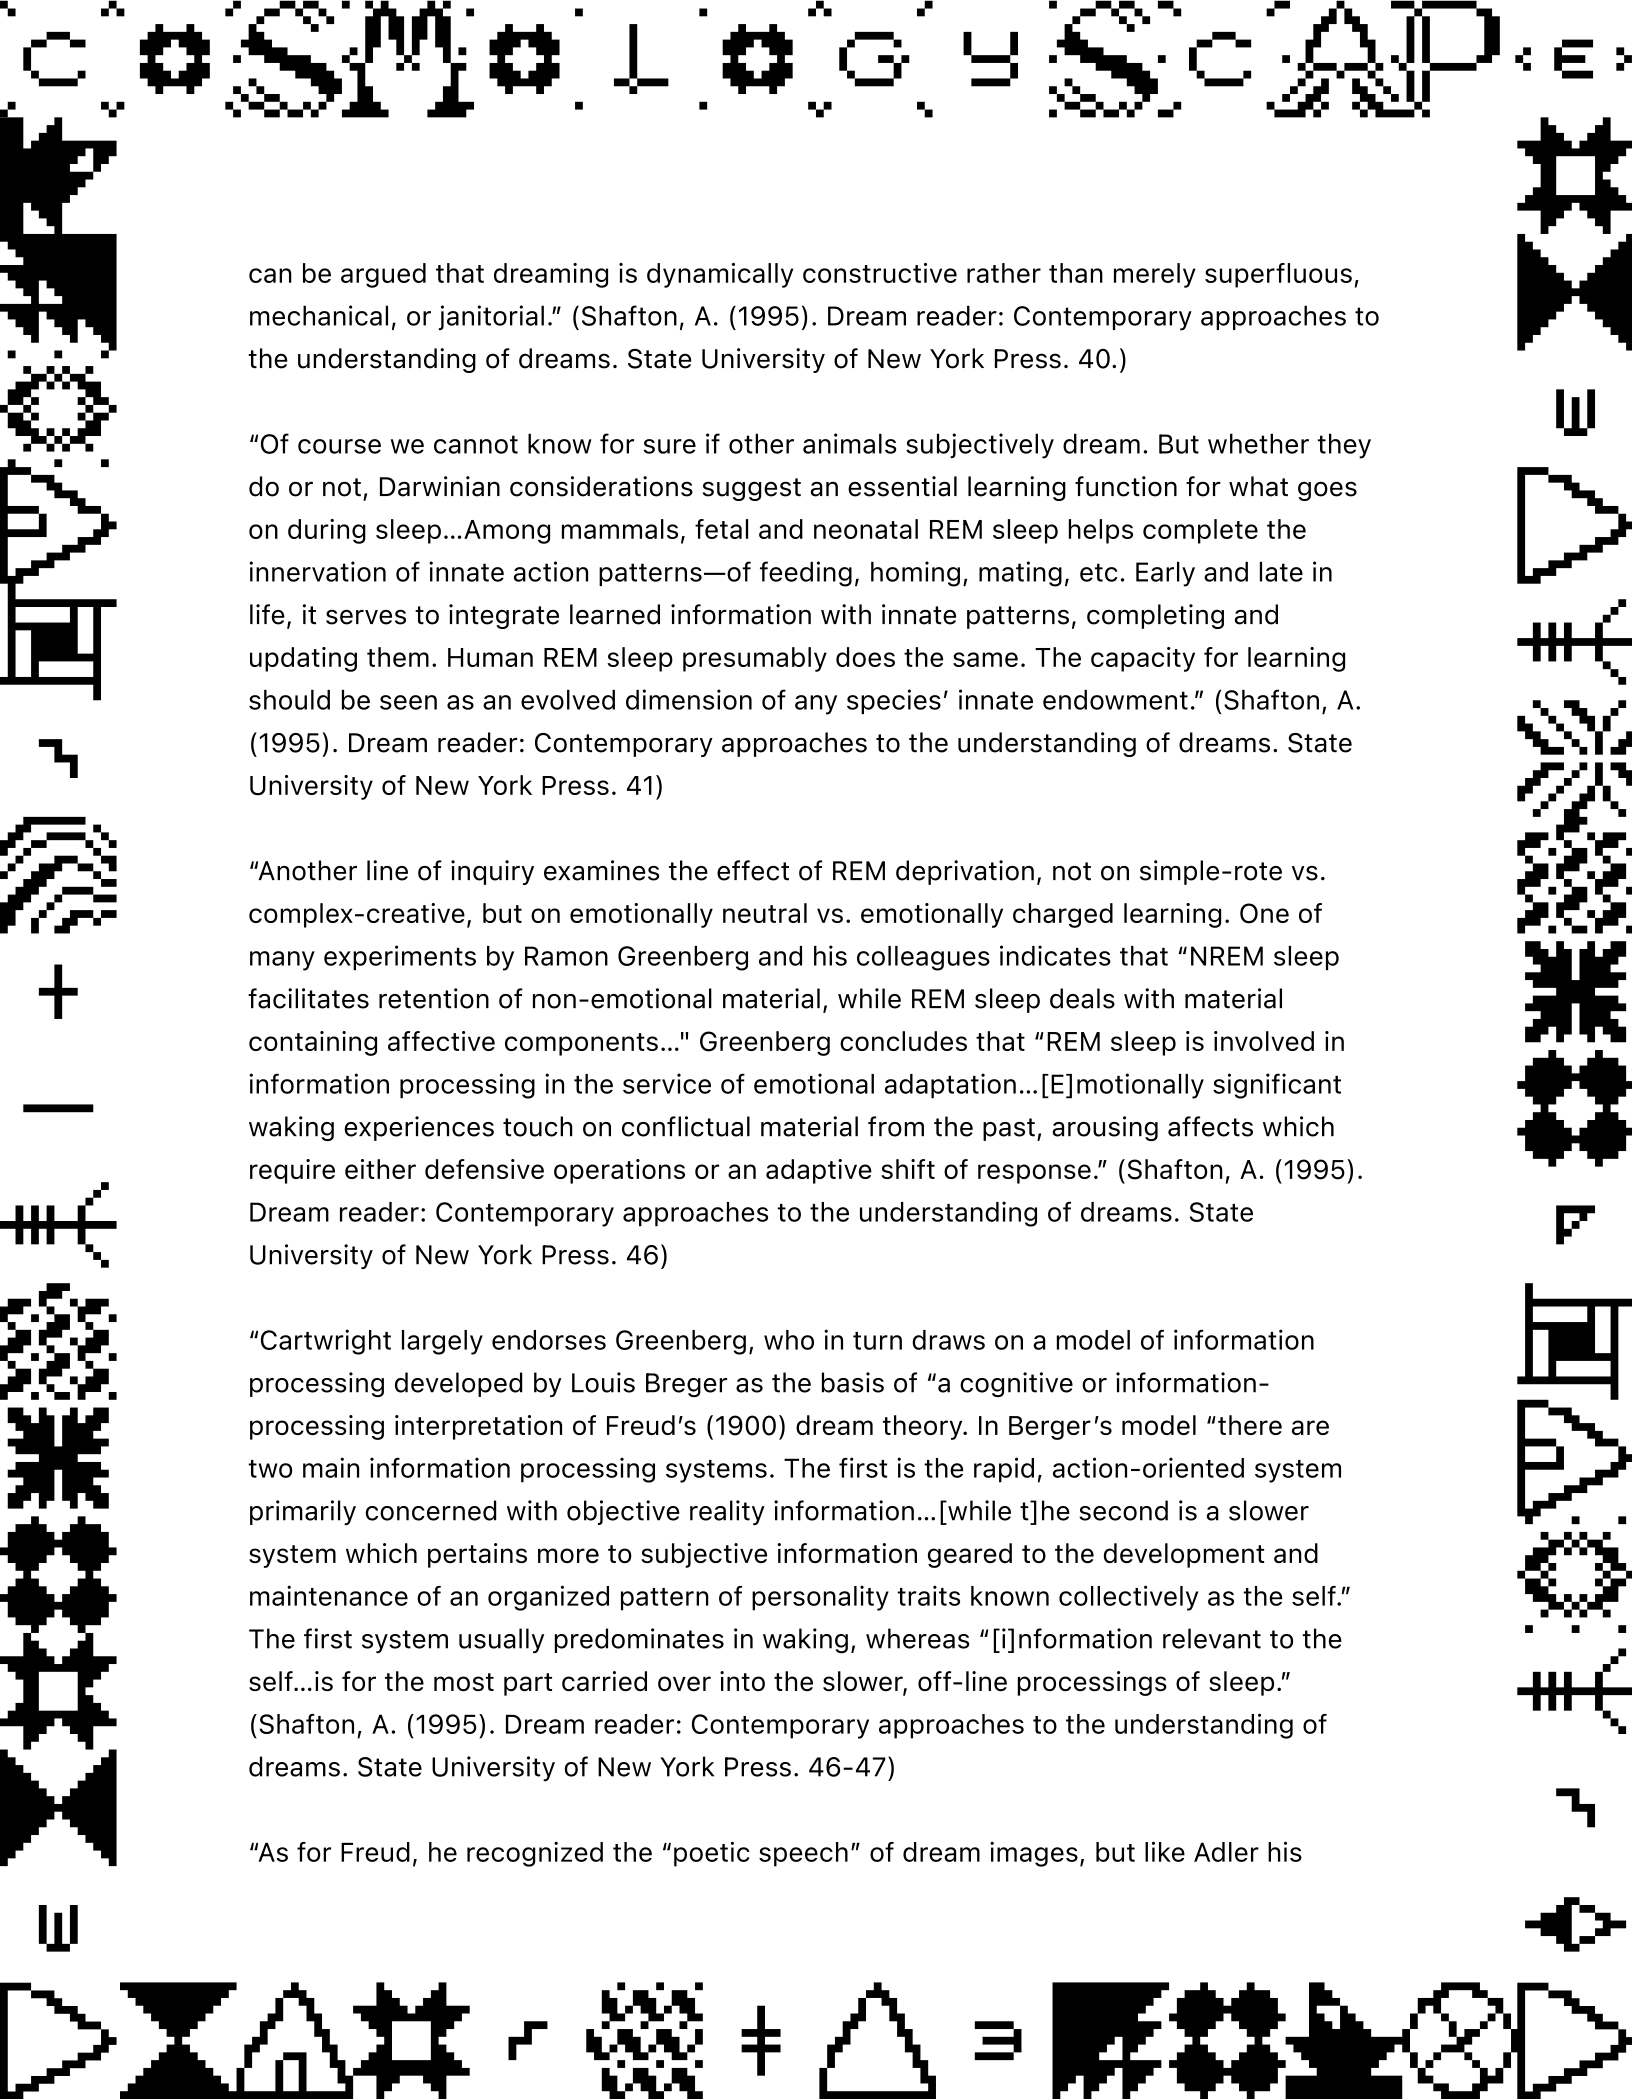 CoSMoLoGySCAPe
can be argued that dreaming is dynamically constructive rather than merely superfluous,
mechanical, or janitorial.” (Shafton, A. (1995). Dream reader: Contemporary approaches to
the understanding of dreams. State University of New York Press. 40.)
“Of course we cannot know for sure if other animals subjectively dream. But whether they
do or not, Darwinian considerations suggest an essential learning function for what goes
on during sleep...Among mammals, fetal and neonatal REM sleep helps complete the
innervation of innate action patterns—of feeding, homing, mating, etc. Early and late in
life, it serves to integrate learned information with innate patterns, completing and
updating them. Human REM sleep presumably does the same. The capacity for learning
should be seen as an evolved dimension of any species’ innate endowment.” (Shafton, A.
(1995). Dream reader: Contemporary approaches to the understanding of dreams. State
University of New York Press. 41)
“Another line of inquiry examines the effect of REM deprivation, not on simple-rote vs.
complex-creative, but on emotionally neutral vs. emotionally charged learning. One of
many experiments by Ramon Greenberg and his colleagues indicates that “NREM sleep
facilitates retention of non-emotional material, while REM sleep deals with material
containing affective components..." Greenberg concludes that “REM sleep is involved in
information processing in the service of emotional adaptation...[E]motionally significant
waking experiences touch on conflictual material from the past, arousing affects which
require either defensive operations or an adaptive shift of response.” (Shafton, A. (1995).
Dream reader: Contemporary approaches to the understanding of dreams. State
University of New York Press. 46)
“Cartwright largely endorses Greenberg, who in turn draws on a model of information
processing developed by Louis Breger as the basis of “a cognitive or information-
processing interpretation of Freud’s (1900) dream theory. In Berger’s model “there are
two main information processing systems. The first is the rapid, action-oriented system
primarily concerned with objective reality information...[while t]he second is a slower
system which pertains more to subjective information geared to the development and
maintenance of an organized pattern of personality traits known collectively as the self.”
The first system usually predominates in waking, whereas “[i]nformation relevant to the
self...is for the most part carried over into the slower, off-line processings of sleep.”
(Shafton, A. (1995). Dream reader: Contemporary approaches to the understanding of
dreams. State University of New York Press. 46-47)
“As for Freud, he recognized the “poetic speech” of dream images, but like Adler his